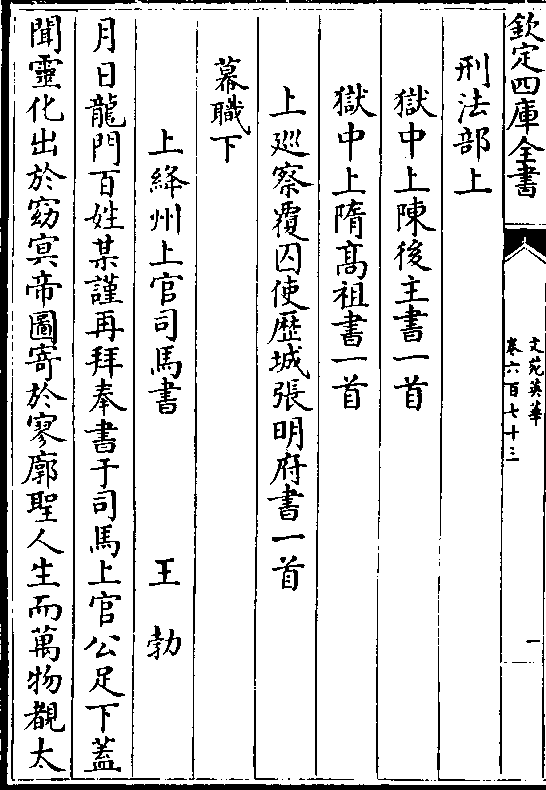 欽定四庫全書
文苑英華
卷六百七十三
一
刑法部上
獄中上陳後主書一首
獄中上隋髙祖書一首
上廵察覆囚使歴城張明府書一首
幕職下
上絳州上官司馬書 王勃
月日龍門百姓某謹再拜奉書于司馬上官公足下蓋
聞靈化出於窈㝠帝圖寄於寥廓聖人生而萬物覩太